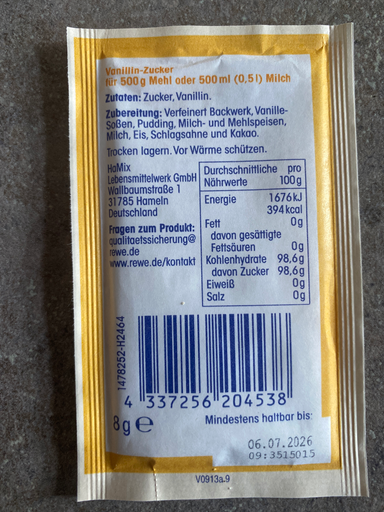 Vanillin-Zucker
für 500g Mehl oder 500ml (0,5l) Milch
Zutaten: Zucker, Vanillin.
Zubereitung: Verfeinert Backwerk, Vanille-
Soßen, Pudding, Milch- und Mehlspeisen,
Milch, Eis, Schlagsahne und Kakao.
Trocken lagern. Vor Wärme schützen.
HaMix
Lebensmittelwerk GmbH
Wallbaumstraße 1
31785 Hameln
Deutschland
Fragen zum Produkt:
qualitaetssicherung@
rewe.de
www.rewe.de/kontakt
Durchschnittliche pro
Nährwerte 100g
Energie 1676kJ
394kcal
Fett 0g
davon gesättigte
Fettsäuren 0g
Kohlenhydrate 98,6g
davon Zucker 98,6g
Eiweiß 0g
Salz 0g
1478252-H2464
4 337256 204538
8g e
Mindestens haltbar bis:
06.07.2026
09:3515015
V0913a.9